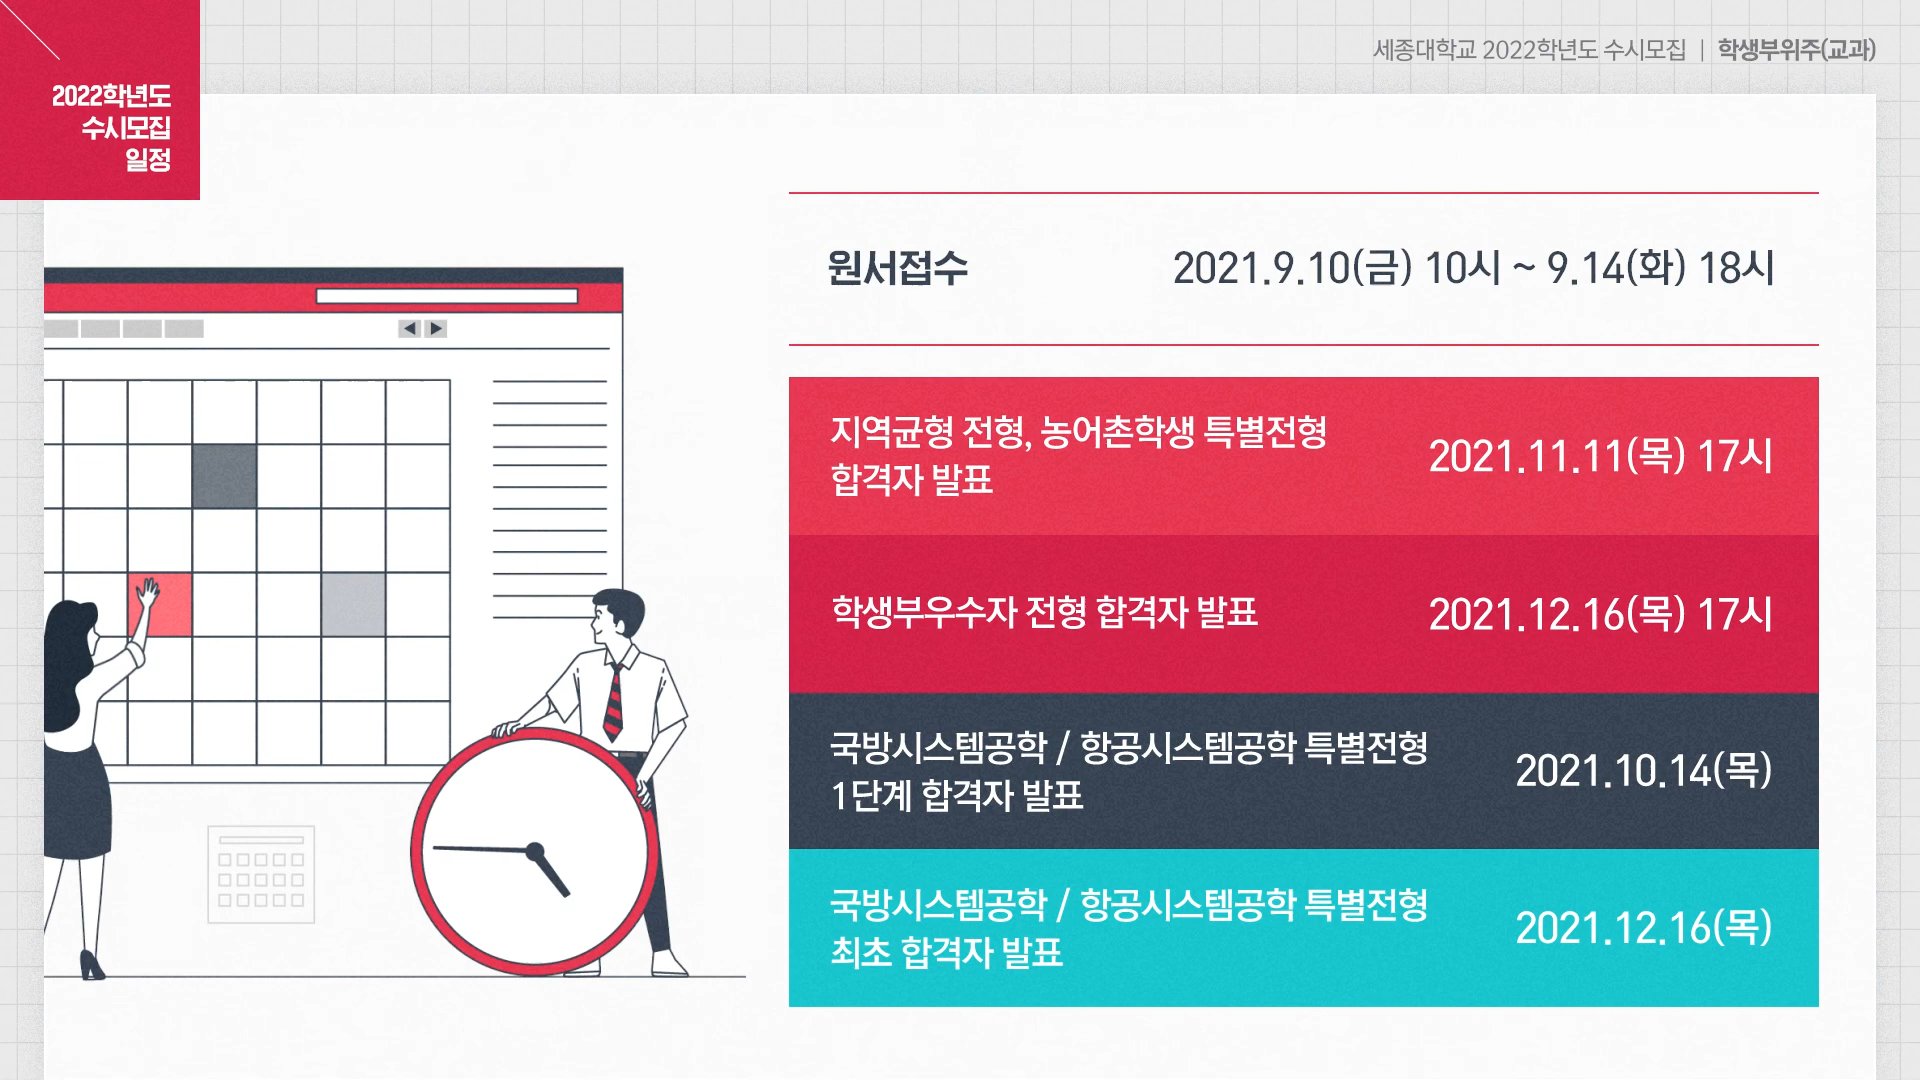 2022학년도
수시모집
일정
세종대학교 2022학년도 수시모집 | 학생부위주(교과)
원서접수 2021.9.10(금) 10시 ~ 9.14(화) 18시
지역균형 전형, 농어촌학생 특별전형
합격자 발표
2021.11.11(목) 17시
학생부우수자 전형 합격자 발표 2021.12.16(목) 17시
국방시스템공학 / 항공시스템공학 특별전형
1단계 합격자 발표
2021.10.14(목)
국방시스템공학 / 항공시스템공학 특별전형
최초 합격자 발표
2021.12.16(목)